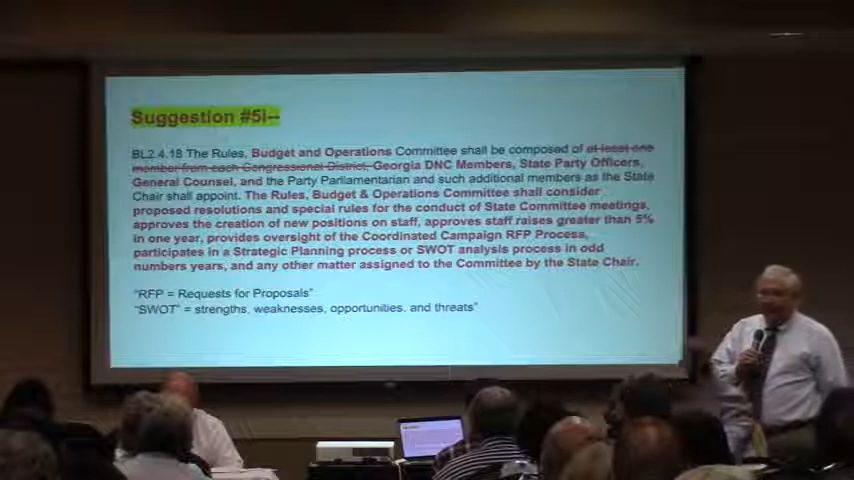 Suggestion #5i--
BL2.4.18 The Rules, Budget and Operations Committee shall be composed of at least one
member from each Congressional District, Georgia DNC Members, State Party Officers,
General Counsel, and the Party Parliamentarian and such additional members as the State
Chair shall appoint. The Rules, Budget & Operations Committee shall consider
proposed resolutions and special rules for the conduct of State Committee meetings,
approves the creation of new positions on staff, approves staff raises greater than 5%
in one year, provides oversight of the Coordinated Campaign RFP Process,
participates in a Strategic Planning process or SWOT analysis process in odd
numbers years, and any other matter assigned to the Committee by the State Chair.
"RFP = Requests for Proposals"
"SWOT" = strengths, weaknesses, opportunities, and threats"